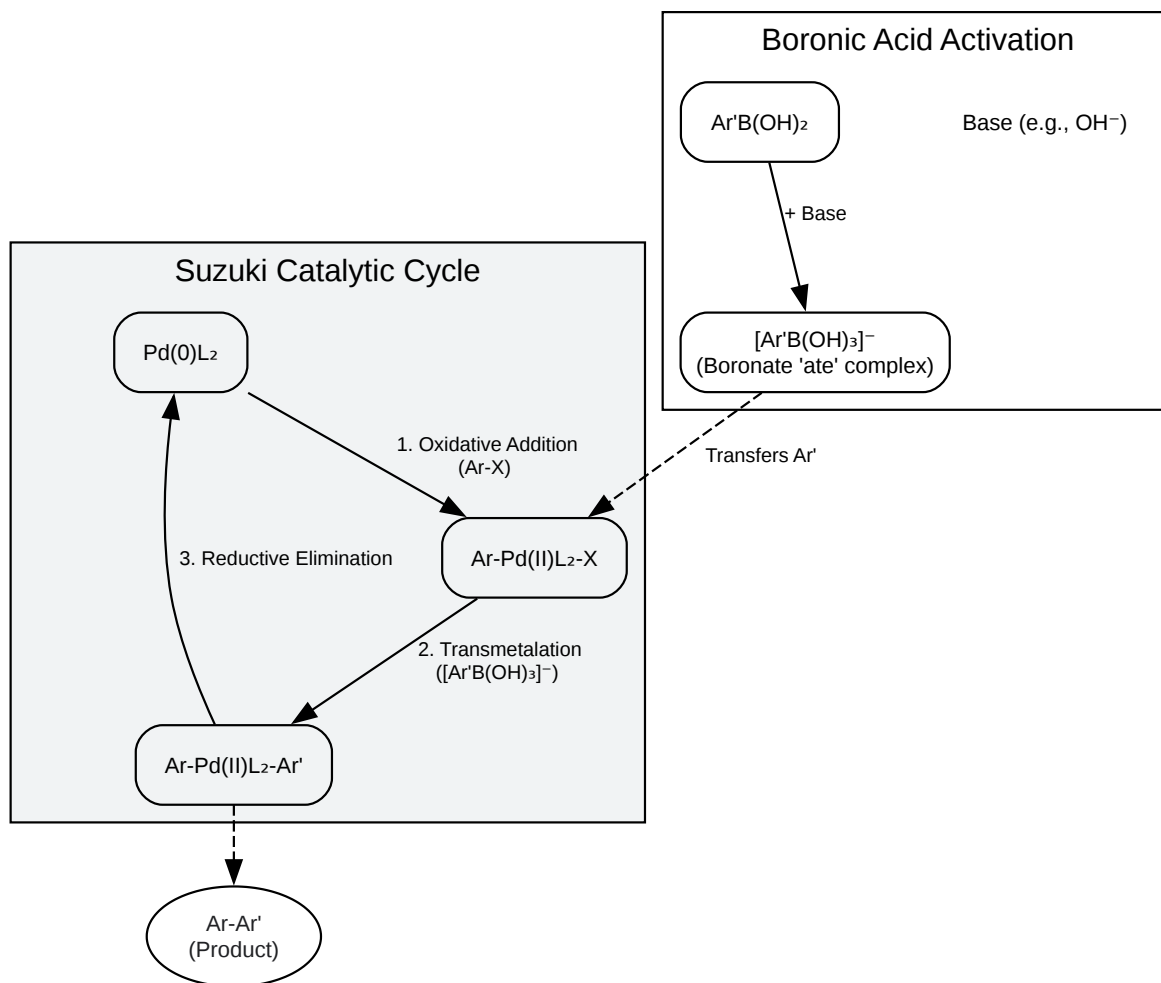 Boronic Acid Activation
Ar'B(OH)₂
Base (e.g., OH⁻)
+ Base
[Ar'B(OH)₃]⁻
(Boronate 'ate' complex)
Transfers Ar'
Suzuki Catalytic Cycle
Pd(0)L₂
1. Oxidative Addition
(Ar-X)
Ar-Pd(II)L₂-X
3. Reductive Elimination
2. Transmetalation
([Ar'B(OH)₃]⁻)
Ar-Pd(II)L₂-Ar'
Ar-Ar'
(Product)